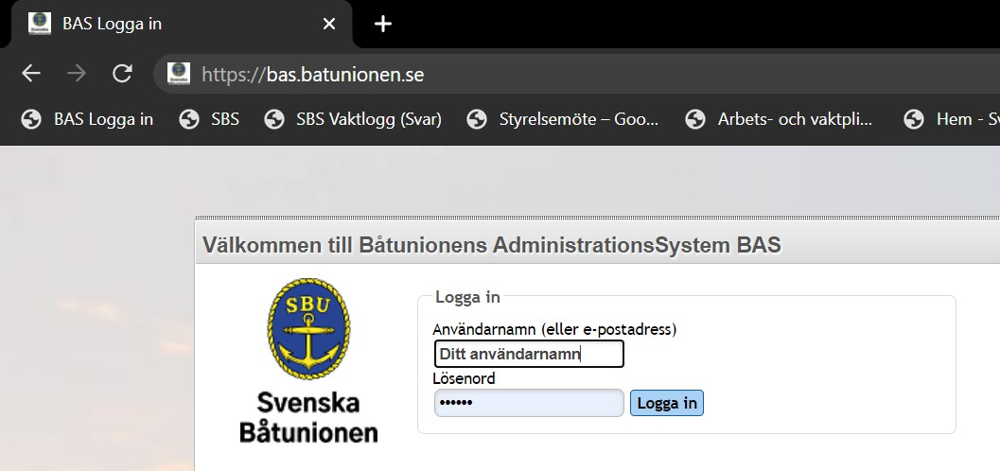 BAS Logga in
https://bas.batunionen.se
BAS Logga in SBS SBS Vaktlogg (Svar) Styrelsemöte – Goo... Arbets- och vaktpli... Hem - Sv
Välkommen till Båtunionens AdministrationsSystem BAS
SBU
Svenska
Båtunionen
Logga in
Användarnamn (eller e-postadress)
Ditt användarnamn
Lösenord
••••••
Logga in